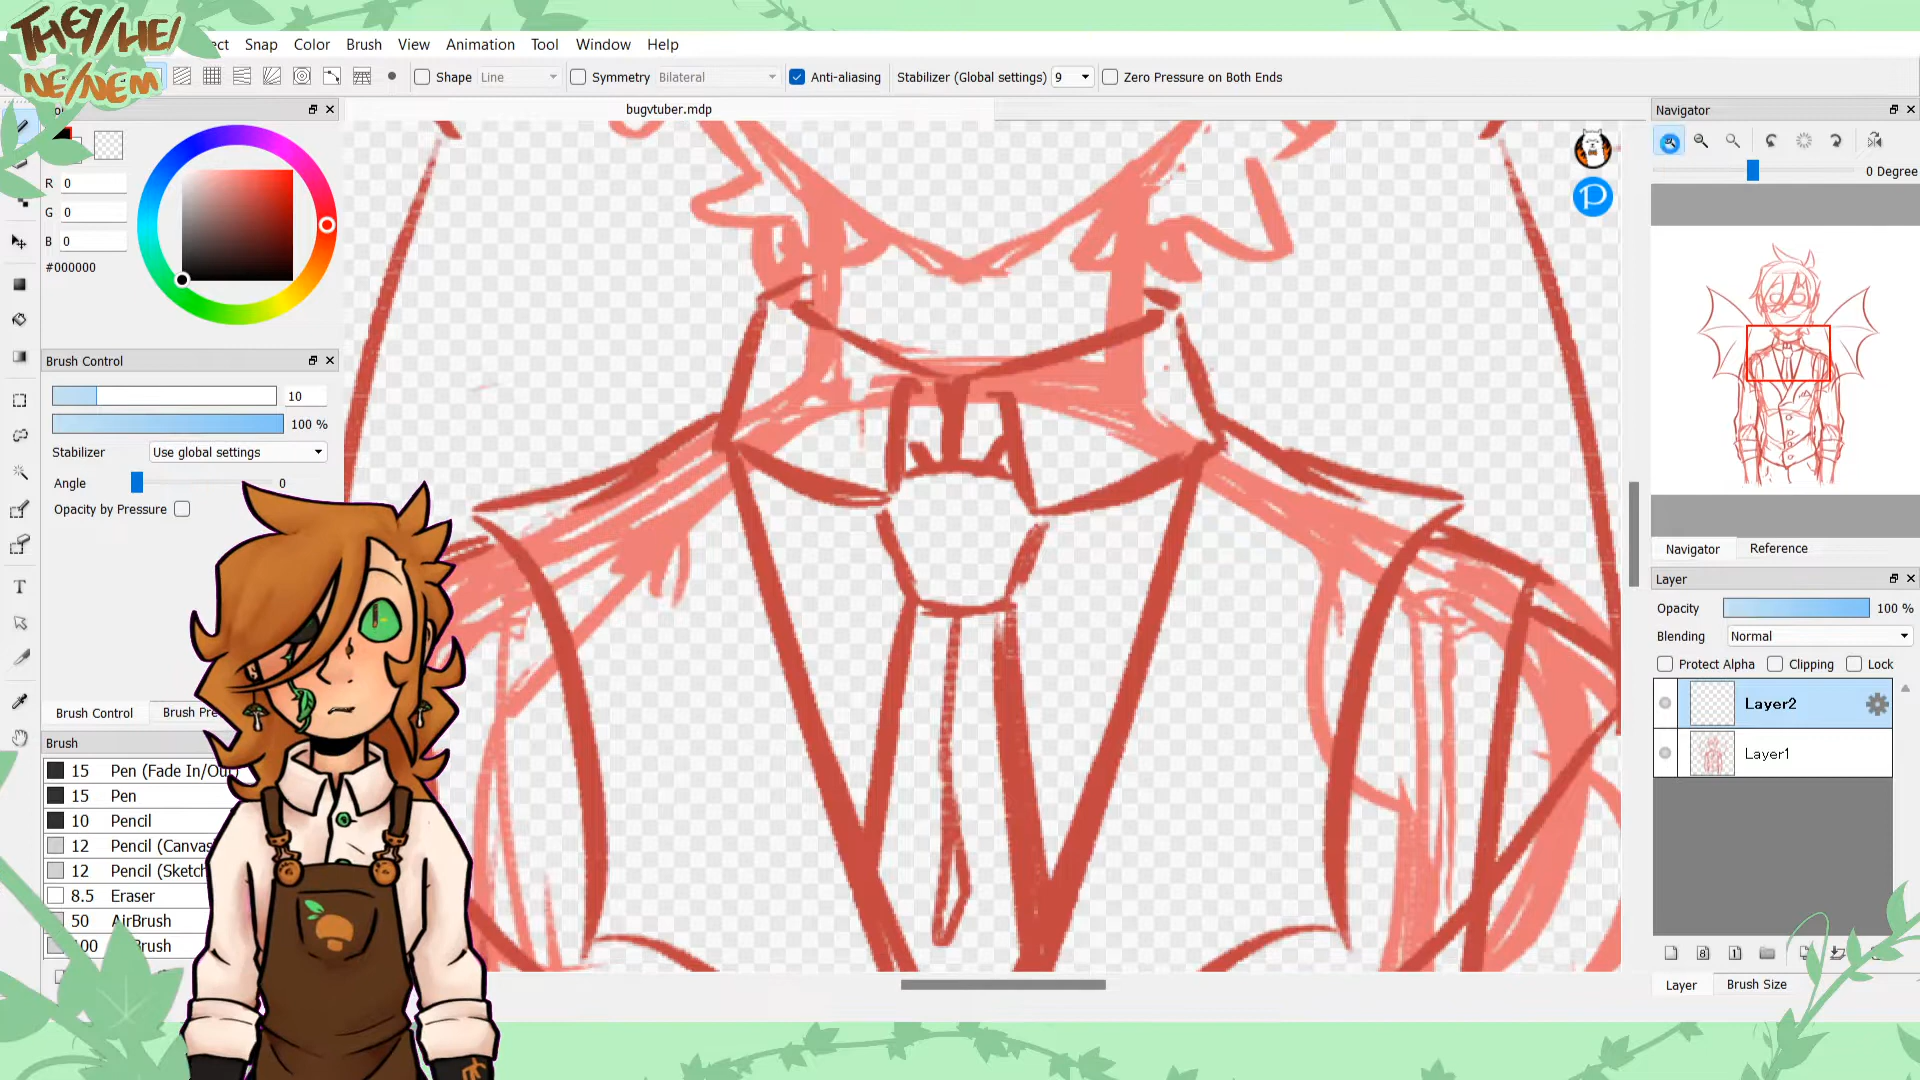 THEY/HE/
NE/NEM
ect Snap Color Brush View Animation Tool Window Help
Shape Line Symmetry Bilateral Anti-aliasing Stabilizer (Global settings) 9 Zero Pressure on Both Ends
bugvtuber.mdp
Navigator
R 0
G 0
B 0
#000000
0 Degree
Brush Control
10
100 %
Stabilizer Use global settings
Angle 0
Opacity by Pressure
Navigator Reference
Layer
Opacity 100 %
Blending Normal
Protect Alpha Clipping Lock
Layer2
Layer1
Brush Control Brush Pre
Brush
15 Pen (Fade In/Out)
15 Pen
10 Pencil
12 Pencil (Canvas
12 Pencil (Sketch
8.5 Eraser
50 AirBrush
100 Brush
Layer Brush Size